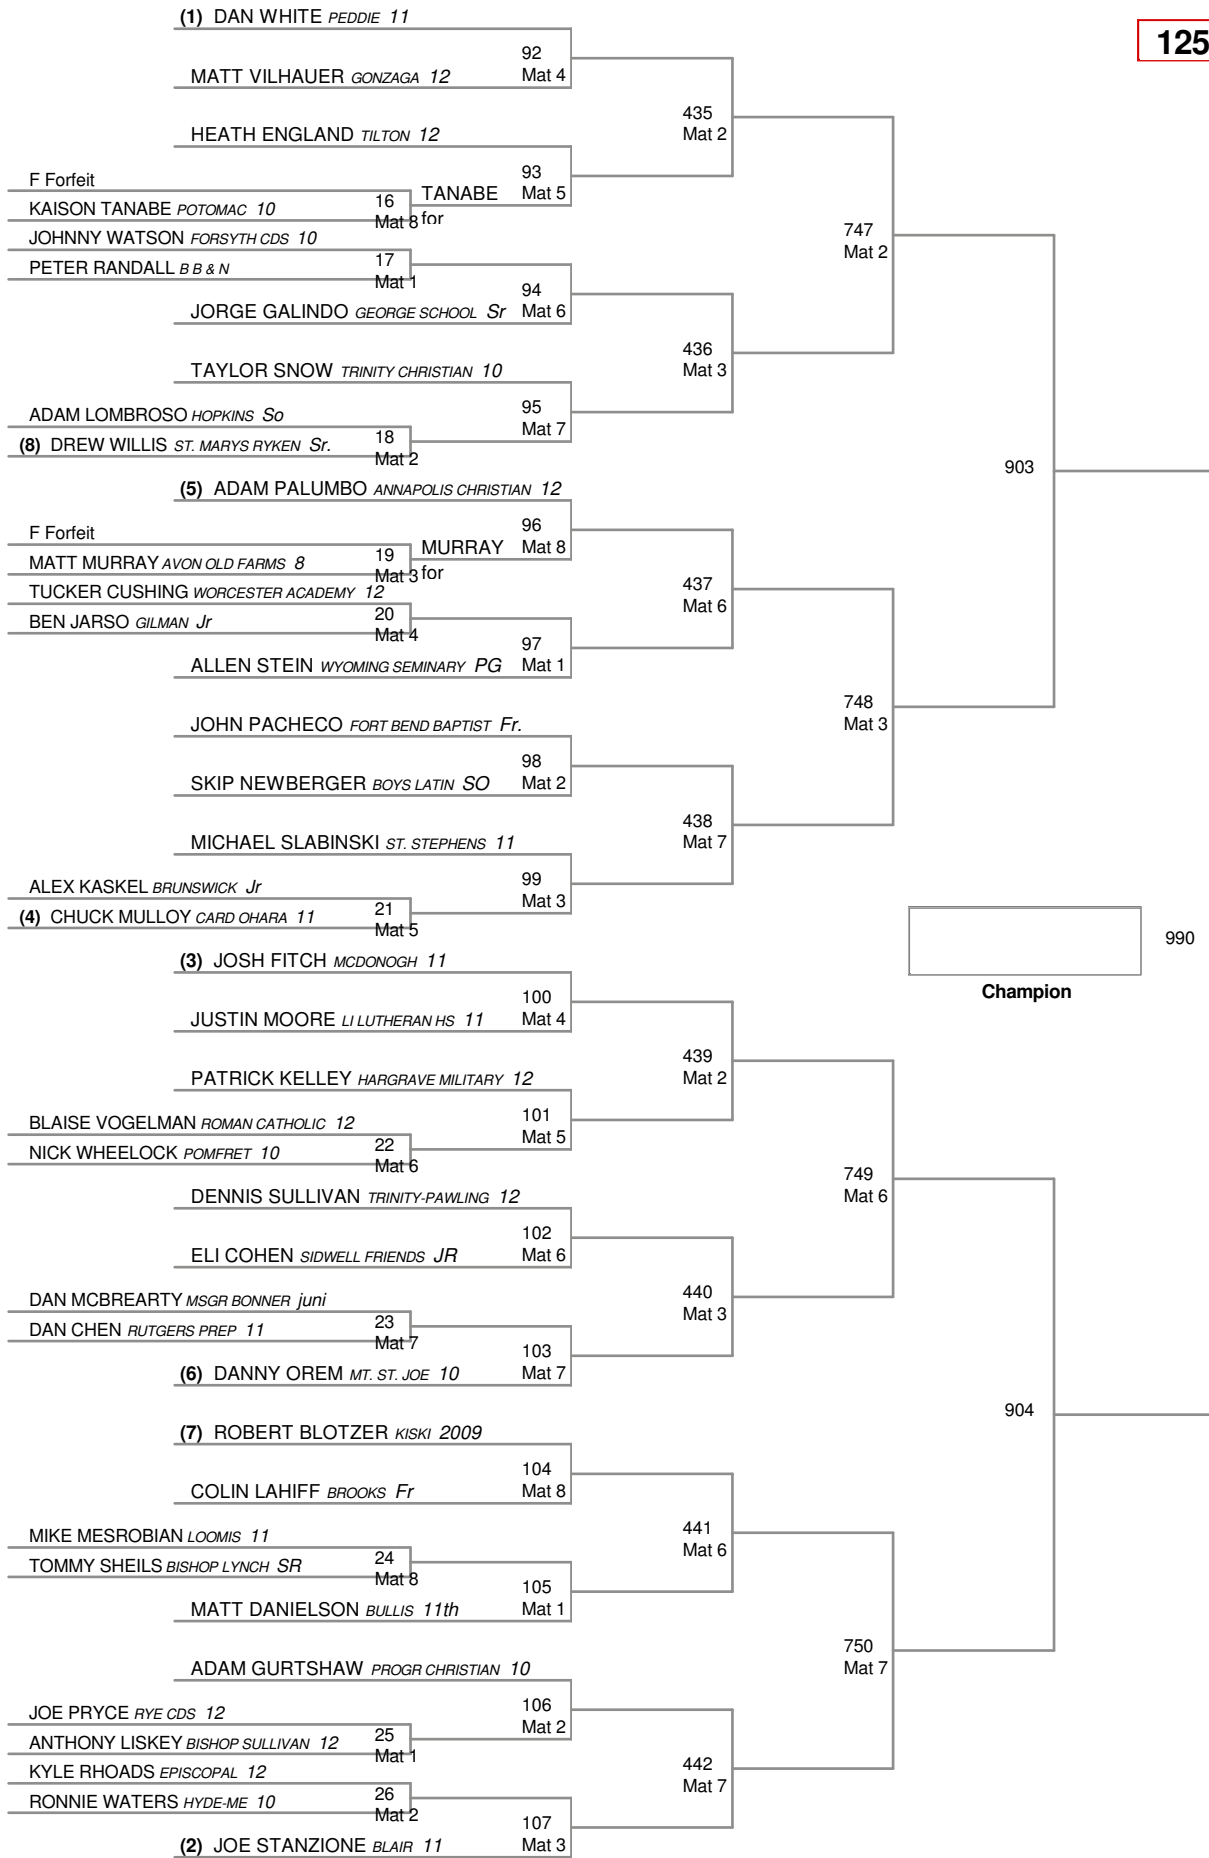 (1) DAN WHITE PEDDIE 11
125
92
Mat 4
MATT VILHAUER GONZAGA 12
435
Mat 2
HEATH ENGLAND TILTON 12
93
Mat 5
F Forfeit
16
Mat 8
TANABE
for
KAISON TANABE POTOMAC 10
JOHNNY WATSON FORSYTH CDS 10
747
Mat 2
17
Mat 1
PETER RANDALL B B & N
94
Mat 6
JORGE GALINDO GEORGE SCHOOL Sr
436
Mat 3
TAYLOR SNOW TRINITY CHRISTIAN 10
95
Mat 7
ADAM LOMBROSO HOPKINS So
18
Mat 2
(8) DREW WILLIS ST. MARYS RYKEN Sr.
903
(5) ADAM PALUMBO ANNAPOLIS CHRISTIAN 12
96
Mat 8
F Forfeit
19
Mat 3
MURRAY
for
MATT MURRAY AVON OLD FARMS 8
437
Mat 6
TUCKER CUSHING WORCESTER ACADEMY 12
20
Mat 4
BEN JARSO GILMAN Jr
97
Mat 1
ALLEN STEIN WYOMING SEMINARY PG
748
Mat 3
JOHN PACHECO FORT BEND BAPTIST Fr.
98
Mat 2
SKIP NEWBERGER BOYS LATIN SO
438
Mat 7
MICHAEL SLABINSKI ST. STEPHENS 11
99
Mat 3
ALEX KASKEL BRUNSWICK Jr
21
Mat 5
(4) CHUCK MULLOY CARD OHARA 11
990
Champion
(3) JOSH FITCH MCDONOGH 11
100
Mat 4
JUSTIN MOORE LI LUTHERAN HS 11
439
Mat 2
PATRICK KELLEY HARGRAVE MILITARY 12
101
Mat 5
BLAISE VOGELMAN ROMAN CATHOLIC 12
22
Mat 6
NICK WHEELOCK POMFRET 10
749
Mat 6
DENNIS SULLIVAN TRINITY-PAWLING 12
102
Mat 6
ELI COHEN SIDWELL FRIENDS JR
440
Mat 3
DAN MCBREARTY MSGR BONNER juni
23
Mat 7
DAN CHEN RUTGERS PREP 11
103
Mat 7
(6) DANNY OREM MT. ST. JOE 10
904
(7) ROBERT BLOTZER KISKI 2009
104
Mat 8
COLIN LAHIFF BROOKS Fr
441
Mat 6
MIKE MESROBIAN LOOMIS 11
24
Mat 8
TOMMY SHEILS BISHOP LYNCH SR
105
Mat 1
MATT DANIELSON BULLIS 11th
750
Mat 7
ADAM GURTSHAW PROGR CHRISTIAN 10
106
Mat 2
JOE PRYCE RYE CDS 12
25
Mat 1
ANTHONY LISKEY BISHOP SULLIVAN 12
442
Mat 7
KYLE RHOADS EPISCOPAL 12
26
Mat 2
RONNIE WATERS HYDE-ME 10
107
Mat 3
(2) JOE STANZIONE BLAIR 11